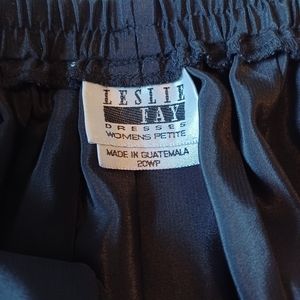 LESLIE
FAY
DRESSES
WOMENS PETITE
MADE IN GUATEMALA
20WP